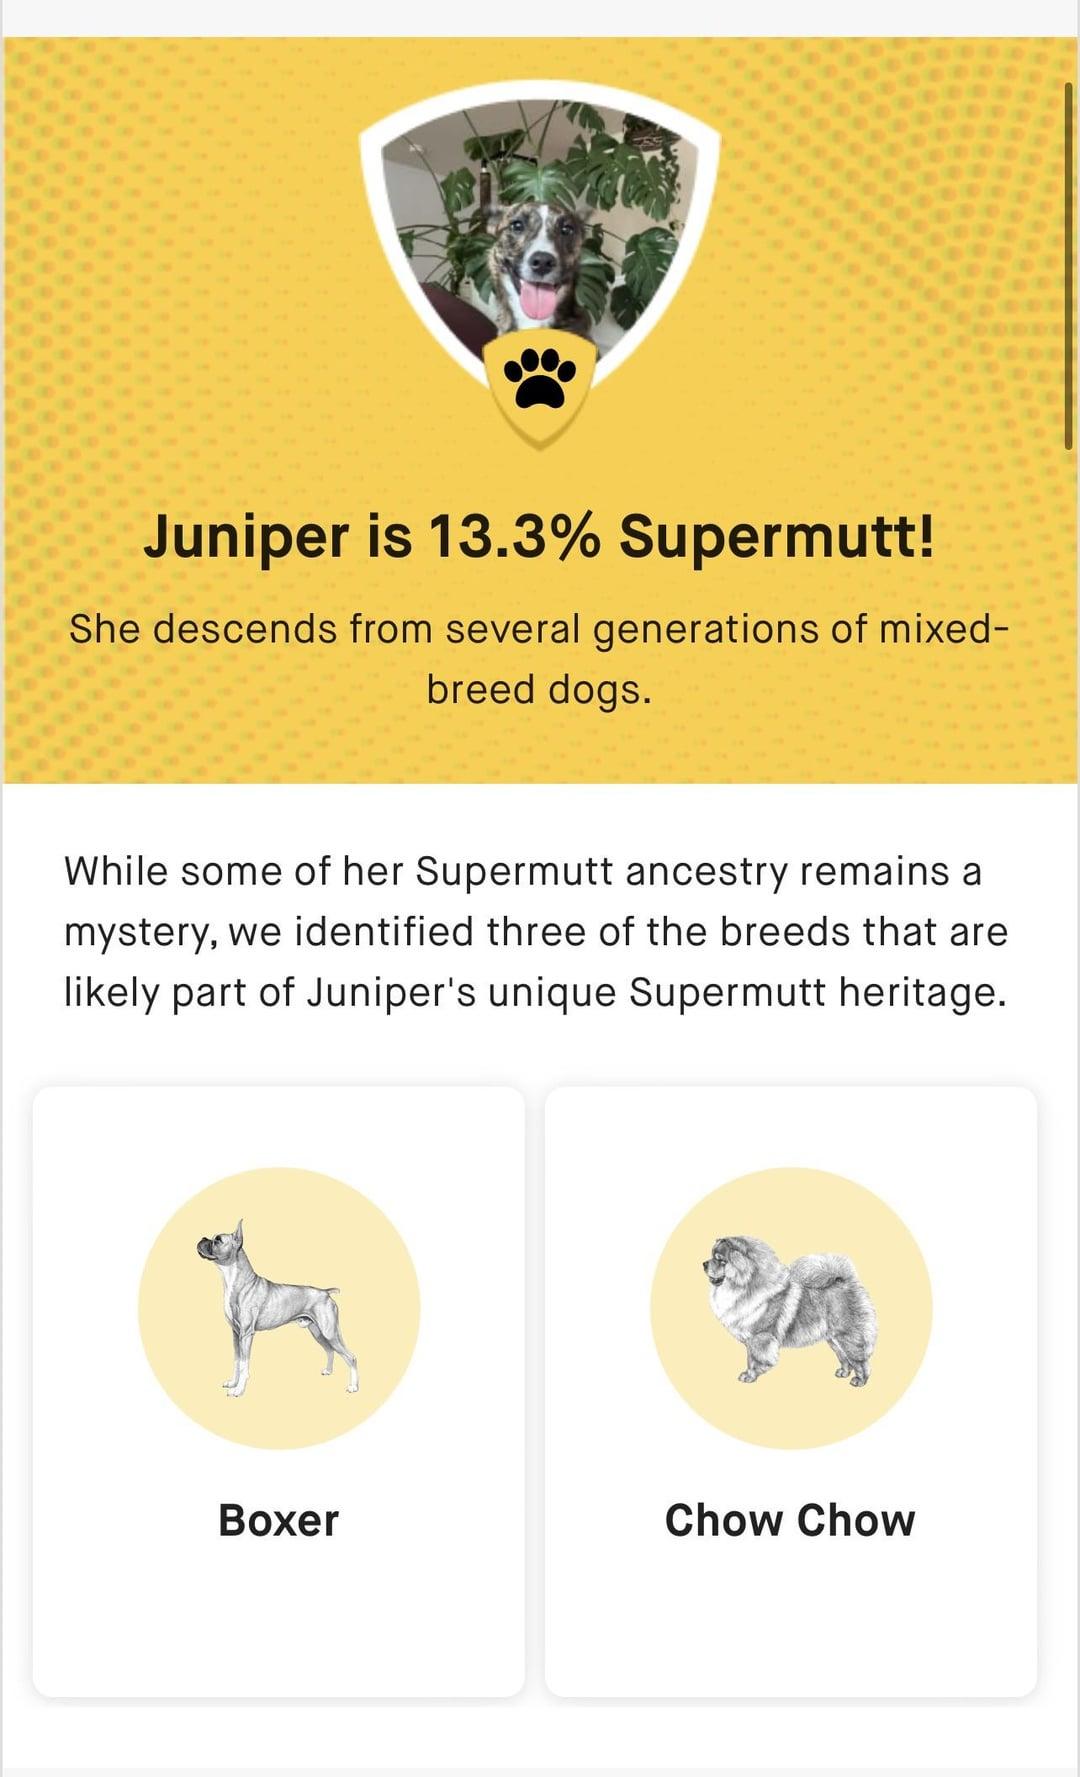 Juniper is 13.3% Supermutt!
She descends from several generations of mixed-
breed dogs.
While some of her Supermutt ancestry remains a
mystery, we identified three of the breeds that are
likely part of Juniper's unique Supermutt heritage.
Boxer
Chow Chow